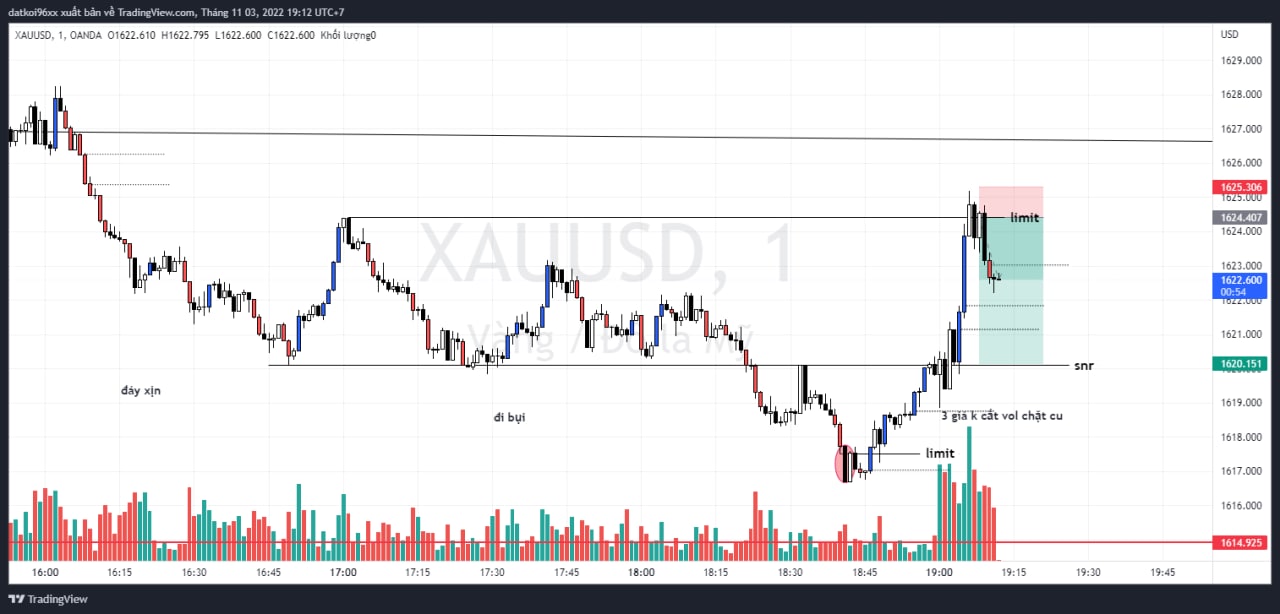 datkoi96xx xuất bản về TradingView.com, Tháng 11 03, 2022 19:12 UTC+7
XAUUSD, 1, OANDA O1622.610 H1622.795 L1622.600 C1622.600 Khối lượng0
USD
1629.000
1628.000
1627.000
1626.000
1625.306
1625.000
limit
1624.407
1624.000
XAUUSD, 1
1623.000
1622.600
00:54
1622.000
Vàng / Đô la Mỹ
1621.000
snr
1620.151
1620.000
đáy xịn
1619.000
đi bụi
3 giá k cắt vol chặt cu
1618.000
limit
1617.000
1616.000
1614.925
16:00 16:15 16:30 16:45 17:00 17:15 17:30 17:45 18:00 18:15 18:30 18:45 19:00 19:15 19:30 19:45
TradingView